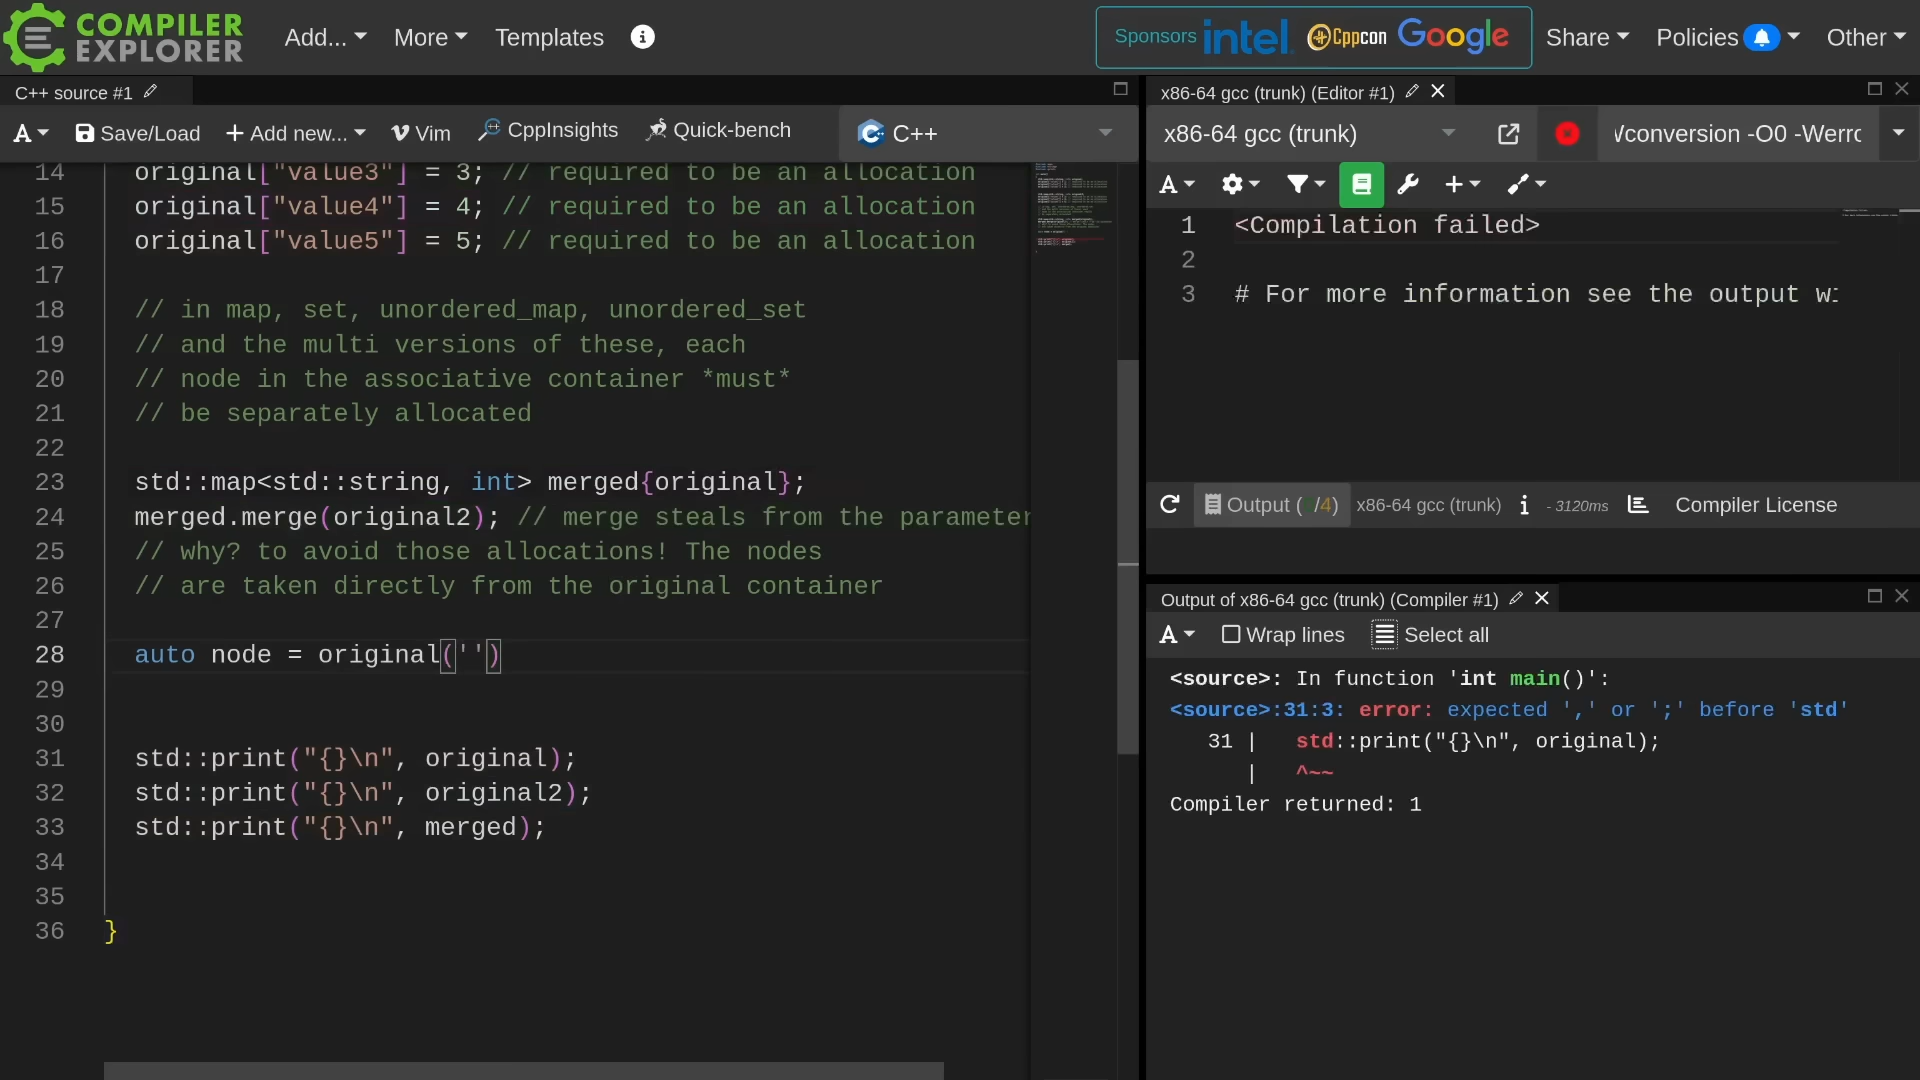 COMPILER
EXPLORER
Add...
More
Templates
Sponsors intel. Cppcon Google
Share
Policies
Other
C++ source #1
A
Save/Load
+ Add new...
Vim
CppInsights
Quick-bench
C++
14 original["value3"] = 3; // required to be an allocation
15 original["value4"] = 4; // required to be an allocation
16 original["value5"] = 5; // required to be an allocation
17
18 // in map, set, unordered_map, unordered_set
19 // and the multi versions of these, each
20 // node in the associative container *must*
21 // be separately allocated
22
23 std::map<std::string, int> merged{original};
24 merged.merge(original2); // merge steals from the parameter
25 // why? to avoid those allocations! The nodes
26 // are taken directly from the original container
27
28 auto node = original('')
29
30
31 std::print("{}\n", original);
32 std::print("{}\n", original2);
33 std::print("{}\n", merged);
34
35
36 }
x86-64 gcc (trunk) (Editor #1)
x86-64 gcc (trunk)
conversion -O0 -Werro
A
1 <Compilation failed>
2
3 # For more information see the output wi
Output ( /4)
x86-64 gcc (trunk)
- 3120ms
Compiler License
Output of x86-64 gcc (trunk) (Compiler #1)
A
Wrap lines
Select all
<source>: In function 'int main()':
<source>:31:3: error: expected ',' or ';' before 'std'
31 | std::print("{}\n", original);
| ^~~
Compiler returned: 1